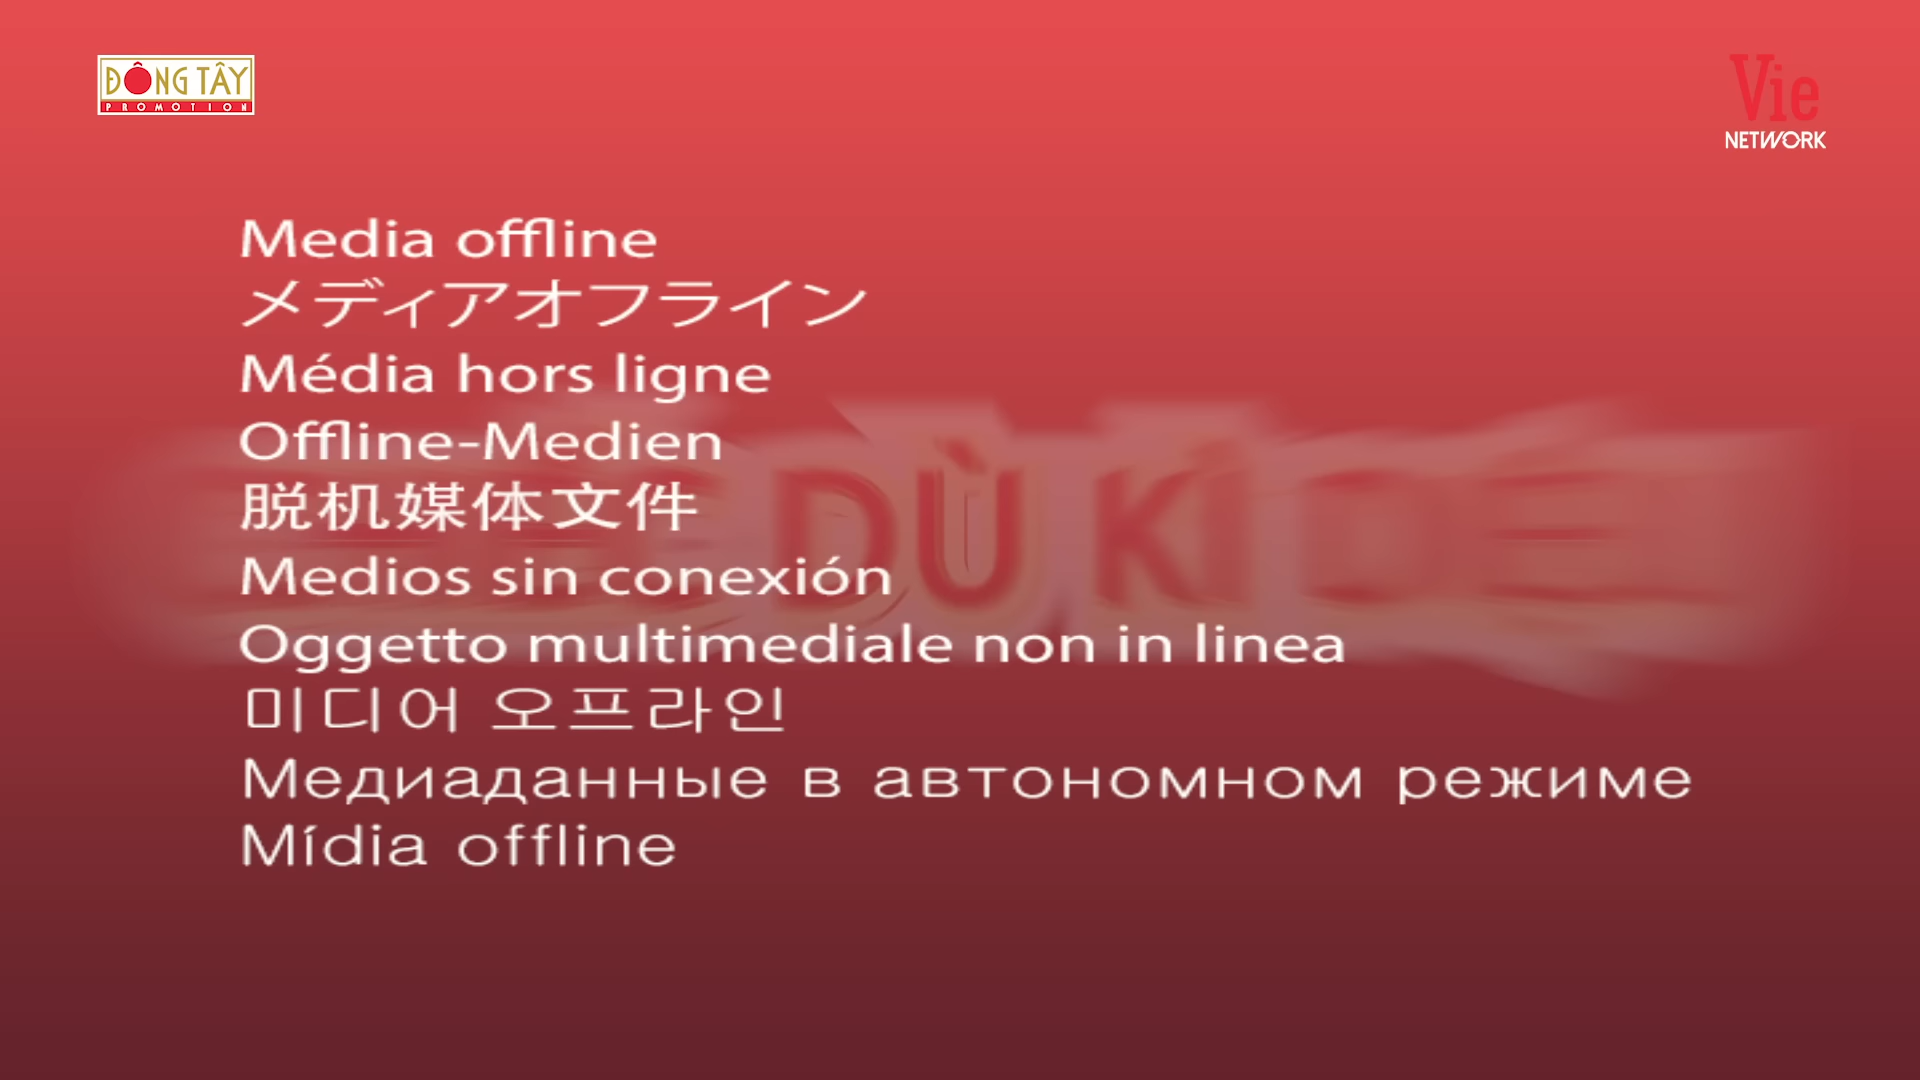 ĐÔNG TÂY
PROMOTION
Vie
NETWORK
Media offline
メディアオフライン
Média hors ligne
Offline-Medien
脱机媒体文件
Medios sin conexión
DÙ KÌ
Oggetto multimediale non in linea
미디어 오프라인
Медиаданные в автономном режиме
Mídia offline